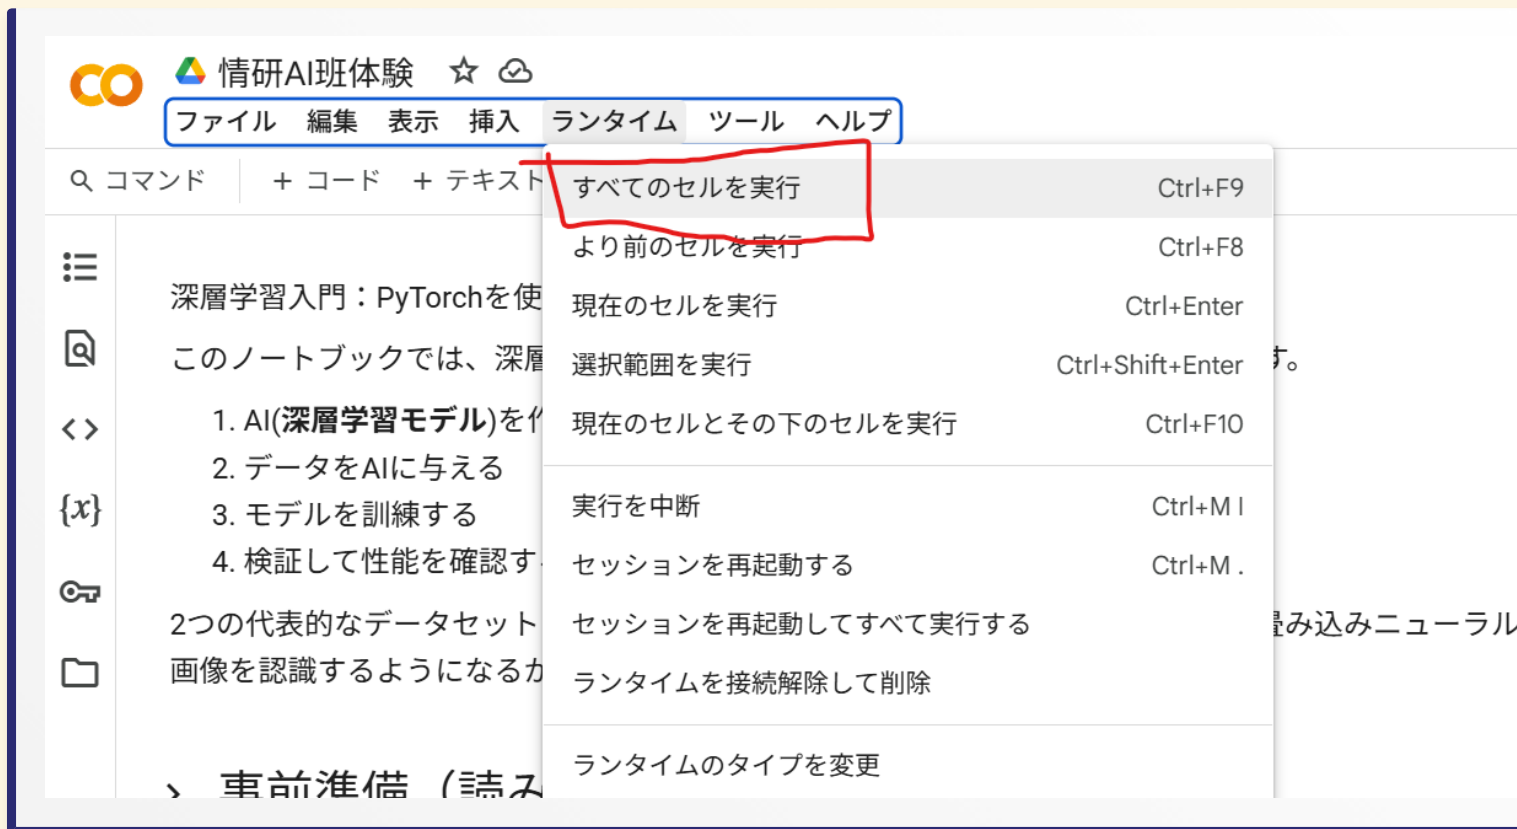 情研AI班体験
ファイル 編集 表示 挿入 ランタイム ツール ヘルプ
コマンド + コード + テキスト
すべてのセルを実行 Ctrl+F9
より前のセルを実行 Ctrl+F8
現在のセルを実行 Ctrl+Enter
選択範囲を実行 Ctrl+Shift+Enter
現在のセルとその下のセルを実行 Ctrl+F10
実行を中断 Ctrl+M I
セッションを再起動する Ctrl+M .
セッションを再起動してすべて実行する
ランタイムを接続解除して削除
ランタイムのタイプを変更
深層学習入門：PyTorchを使
このノートブックでは、深層 す。
1. AI(深層学習モデル)を作
2. データをAIに与える
3. モデルを訓練する
4. 検証して性能を確認す
2つの代表的なデータセット 畳み込みニューラル
画像を認識するようになるか
事前準備（読み